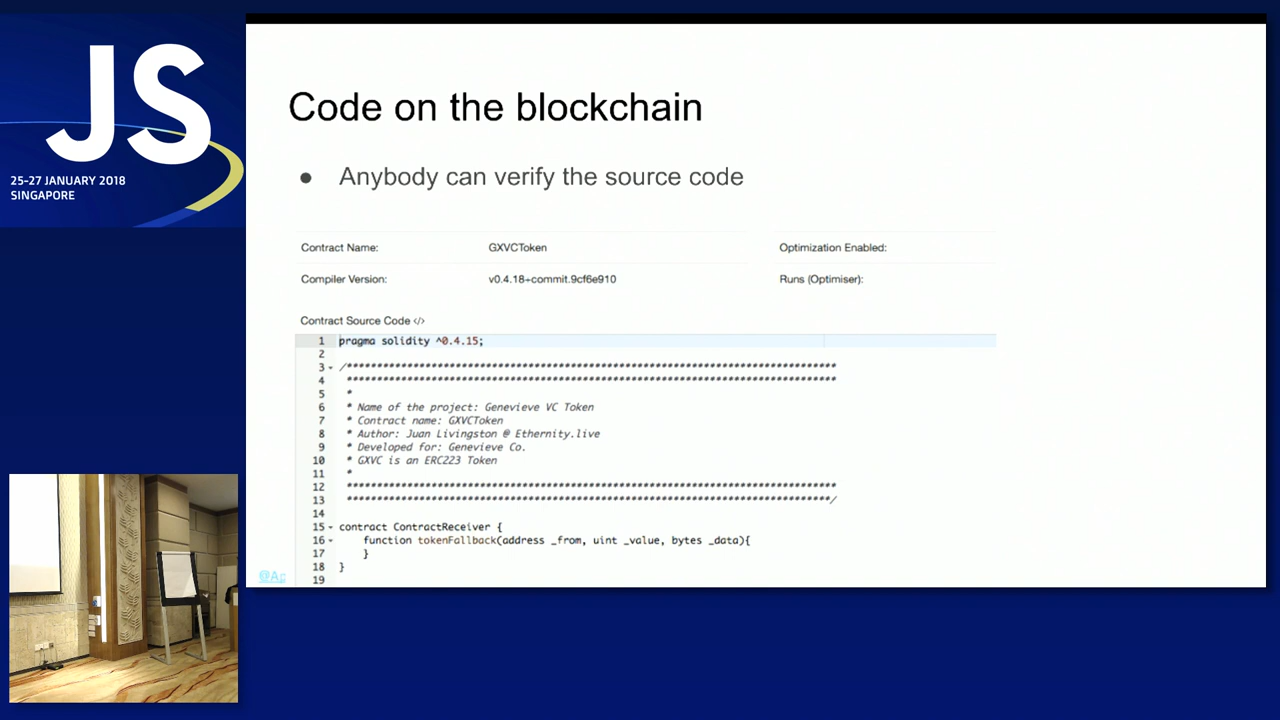 JS
25-27 JANUARY 2018
SINGAPORE
Code on the blockchain
● Anybody can verify the source code
Contract Name: GXVCToken Optimization Enabled:
Compiler Version: v0.4.18+commit.9cf6e910 Runs (Optimiser):
Contract Source Code </>
1 pragma solidity ^0.4.15;
2
3 /*********************************************************************************
4 *********************************************************************************
5 *
6 * Name of the project: Genevieve VC Token
7 * Contract name: GXVCToken
8 * Author: Juan Livingston @ Ethernity.live
9 * Developed for: Genevieve Co.
10 * GXVC is an ERC223 Token
11 *
12 *********************************************************************************
13 ********************************************************************************/
14
15 contract ContractReceiver {
16 function tokenFallback(address _from, uint _value, bytes _data){
17 }
18 }
19